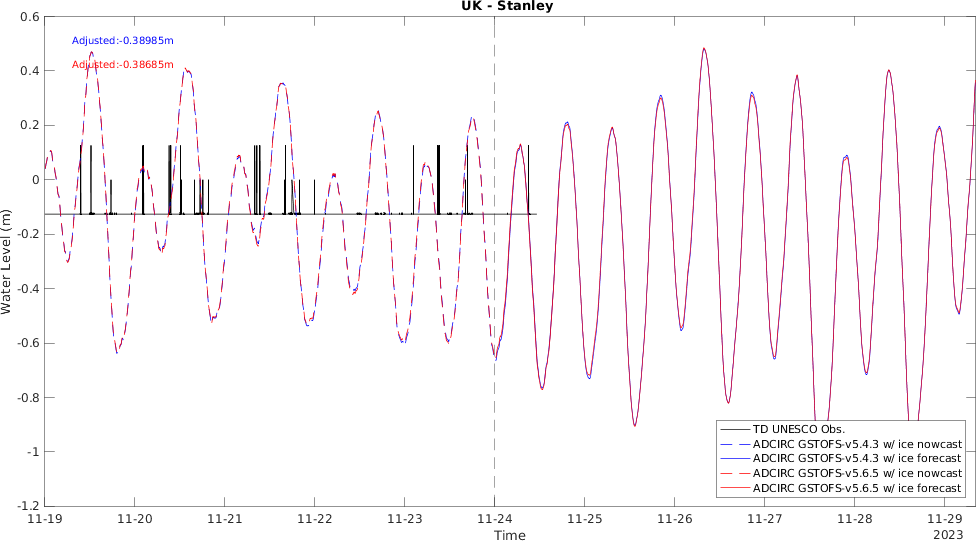 UK - Stanley
0.6
Adjusted:-0.38985m
0.4
Adjusted:-0.38685m
0.2
0
-0.2
-0.4
-0.6
-0.8
-1
-1.2
Water Level (m)
TD UNESCO Obs.
ADCIRC GSTOFS-v5.4.3 w/ ice nowcast
ADCIRC GSTOFS-v5.4.3 w/ ice forecast
ADCIRC GSTOFS-v5.6.5 w/ ice nowcast
ADCIRC GSTOFS-v5.6.5 w/ ice forecast
11-19 11-20 11-21 11-22 11-23 11-24 11-25 11-26 11-27 11-28 11-29
Time 2023